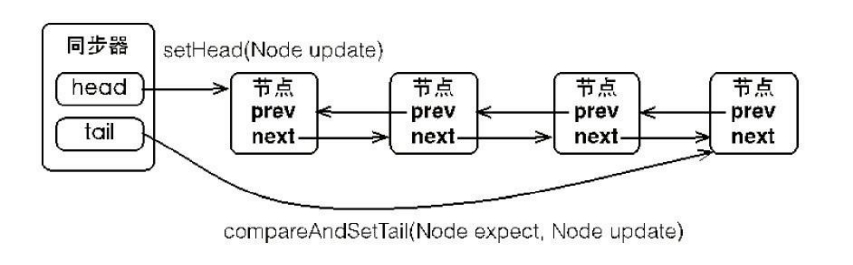 同步器
head
tail
setHead(Node update)
节点
prev
next
节点
prev
next
节点
prev
next
节点
prev
next
compareAndSetTail(Node expect, Node update)